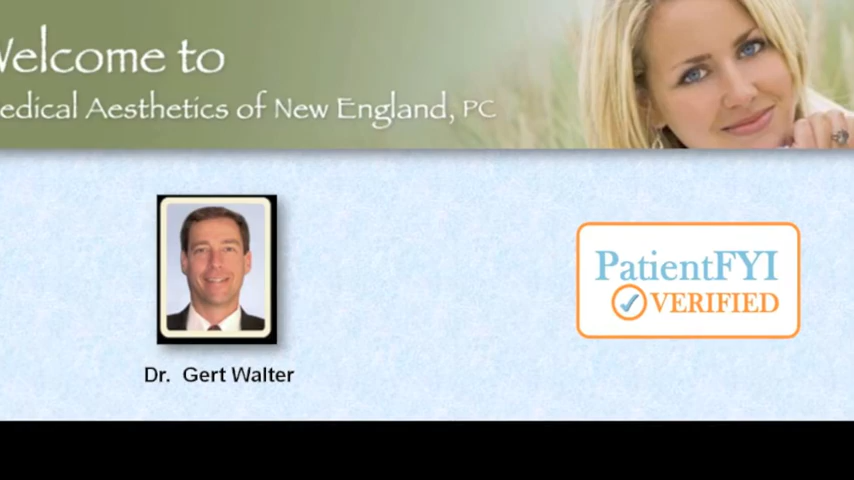 Welcome to
edical Aesthetics of New England, PC
PatientFYI
VERIFIED
Dr. Gert Walter